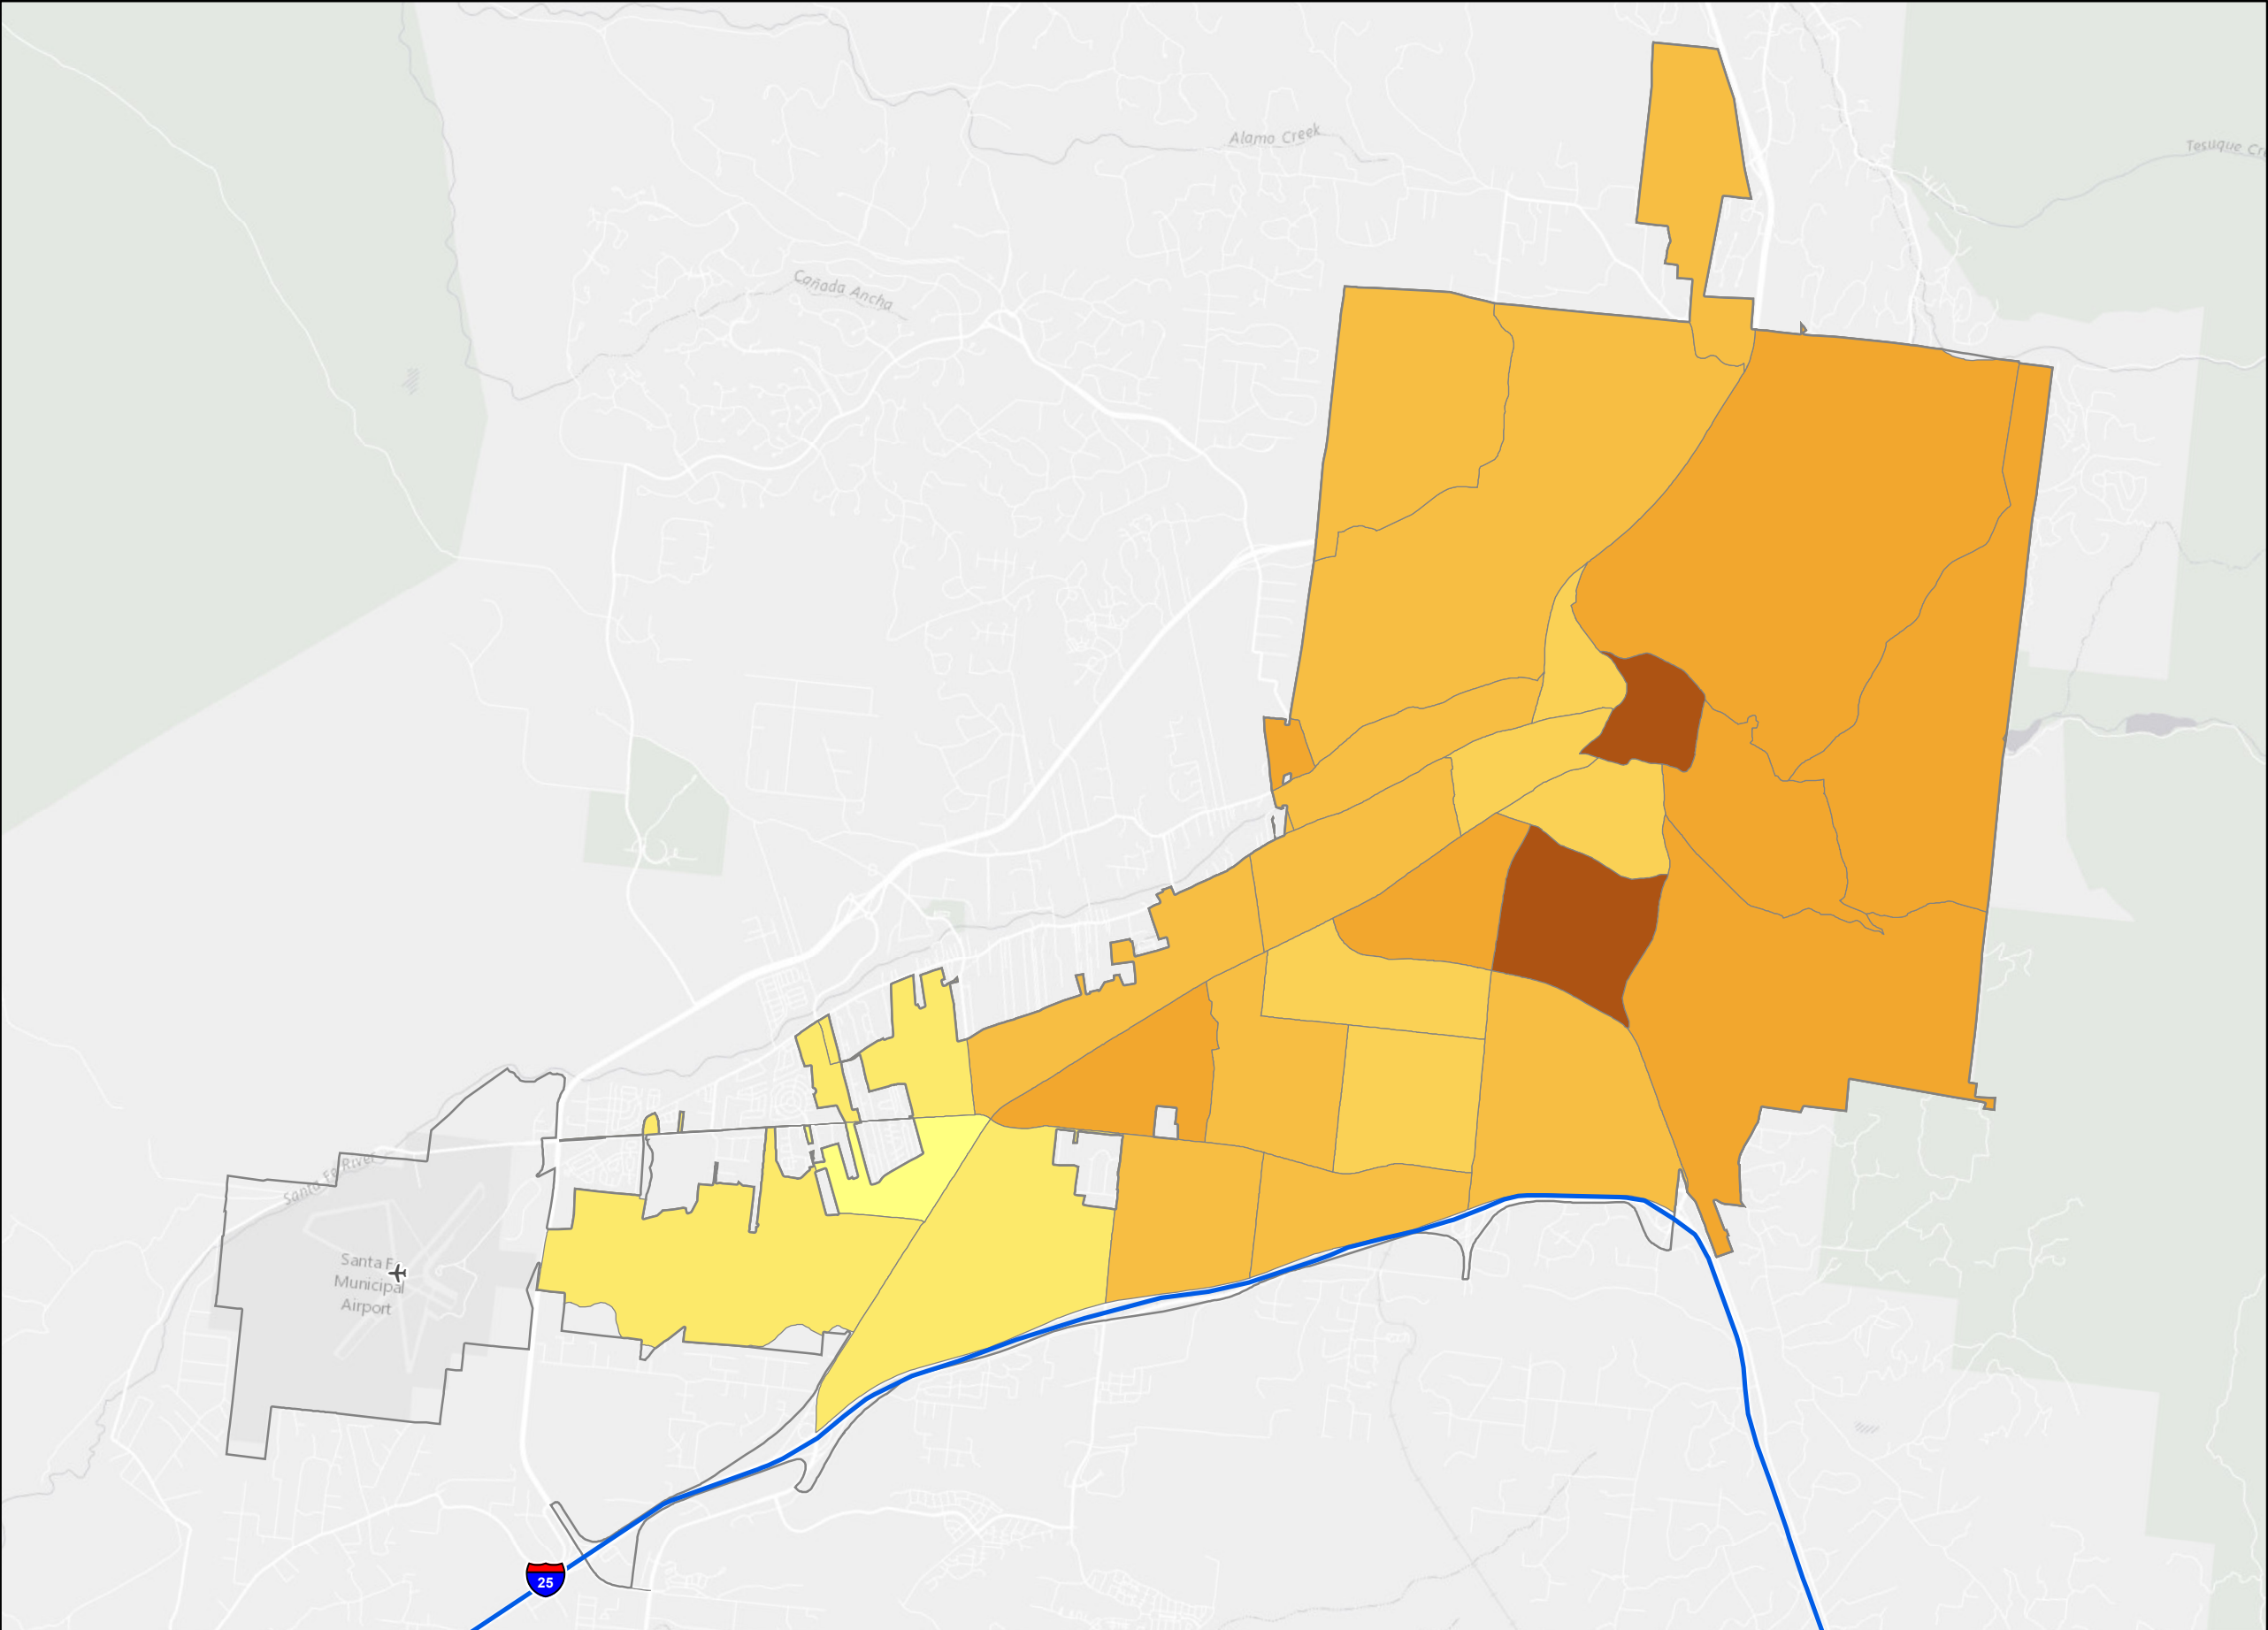 Alamo Creek
Tesuque Cr
Cañada Ancha
Santa Fe River
Santa Fe
Municipal
Airport
25